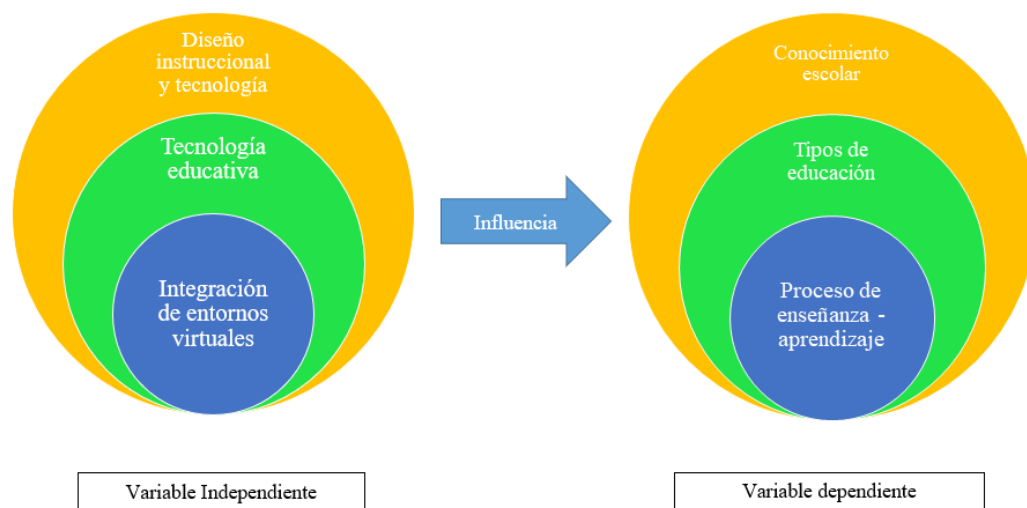 Diseño
instruccional
y tecnología
Tecnología
educativa
Integración
de entornos
virtuales
Influencia
Conocimiento
escolar
Tipos de
educación
Proceso de
enseñanza -
aprendizaje
Variable Independiente
Variable dependiente